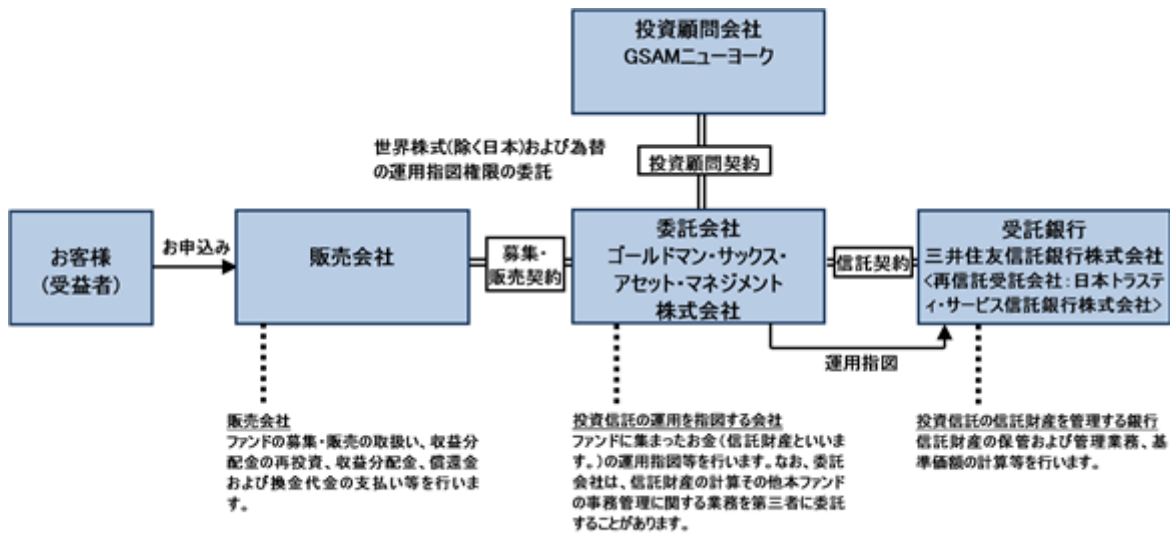 投資顧問会社
GSAMニューヨーク
世界株式(除く日本)および為替
の運用指図権限の委託
投資顧問契約
お客様
(受益者)
お申込み
販売会社
募集・
販売契約
委託会社
ゴールドマン・サックス・
アセット・マネジメント
株式会社
信託契約
受託銀行
三井住友信託銀行株式会社
<再信託受託会社:日本トラステ
ィ・サービス信託銀行株式会社>
運用指図
販売会社
ファンドの募集・販売の取扱い、収益分
配金の再投資、収益分配金、償還金
および換金代金の支払い等を行いま
す。
投資信託の運用を指図する会社
ファンドに集まったお金(信託財産といいま
す。)の運用指図等を行います。なお、委託
会社は、信託財産の計算その他本ファンド
の事務管理に関する業務を第三者に委託
することがあります。
投資信託の信託財産を管理する銀行
信託財産の保管および管理業務、基
準価額の計算等を行います。